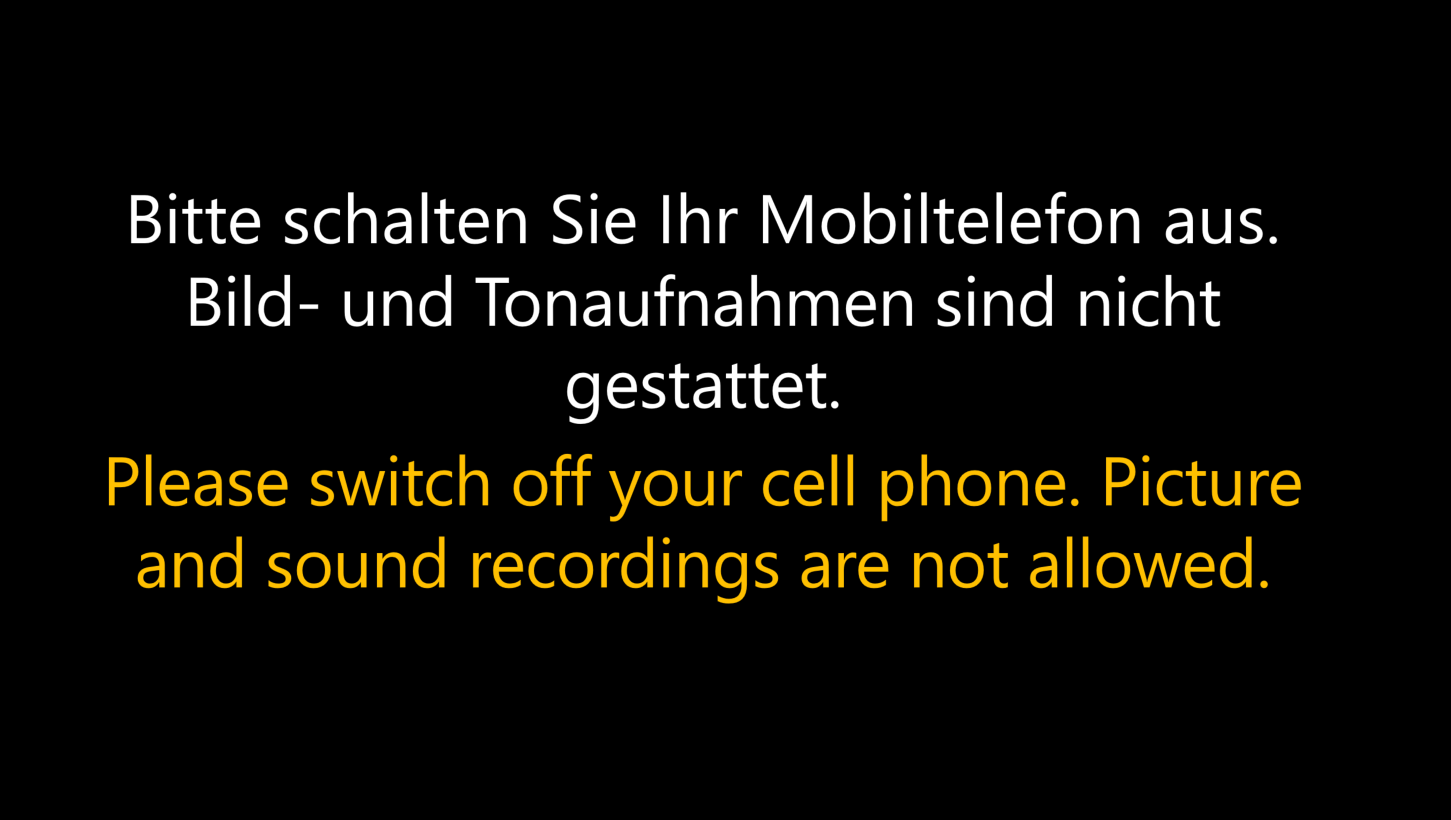 Bitte schalten Sie Ihr Mobiltelefon aus.
Bild- und Tonaufnahmen sind nicht
gestattet.
Please switch off your cell phone. Picture
and sound recordings are not allowed.